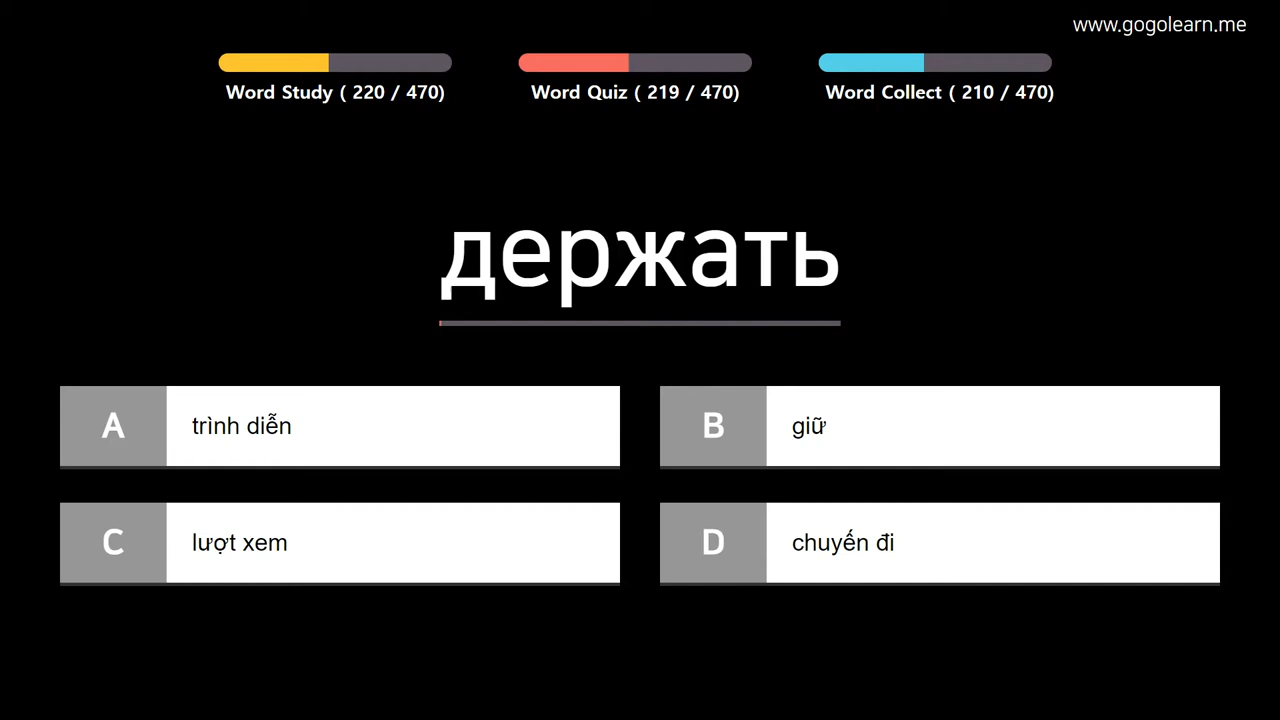 www.gogolearn.me
Word Study ( 220 / 470)
Word Quiz ( 219 / 470)
Word Collect ( 210 / 470)
держать
A
trình diễn
B
giữ
C
lượt xem
D
chuyến đi